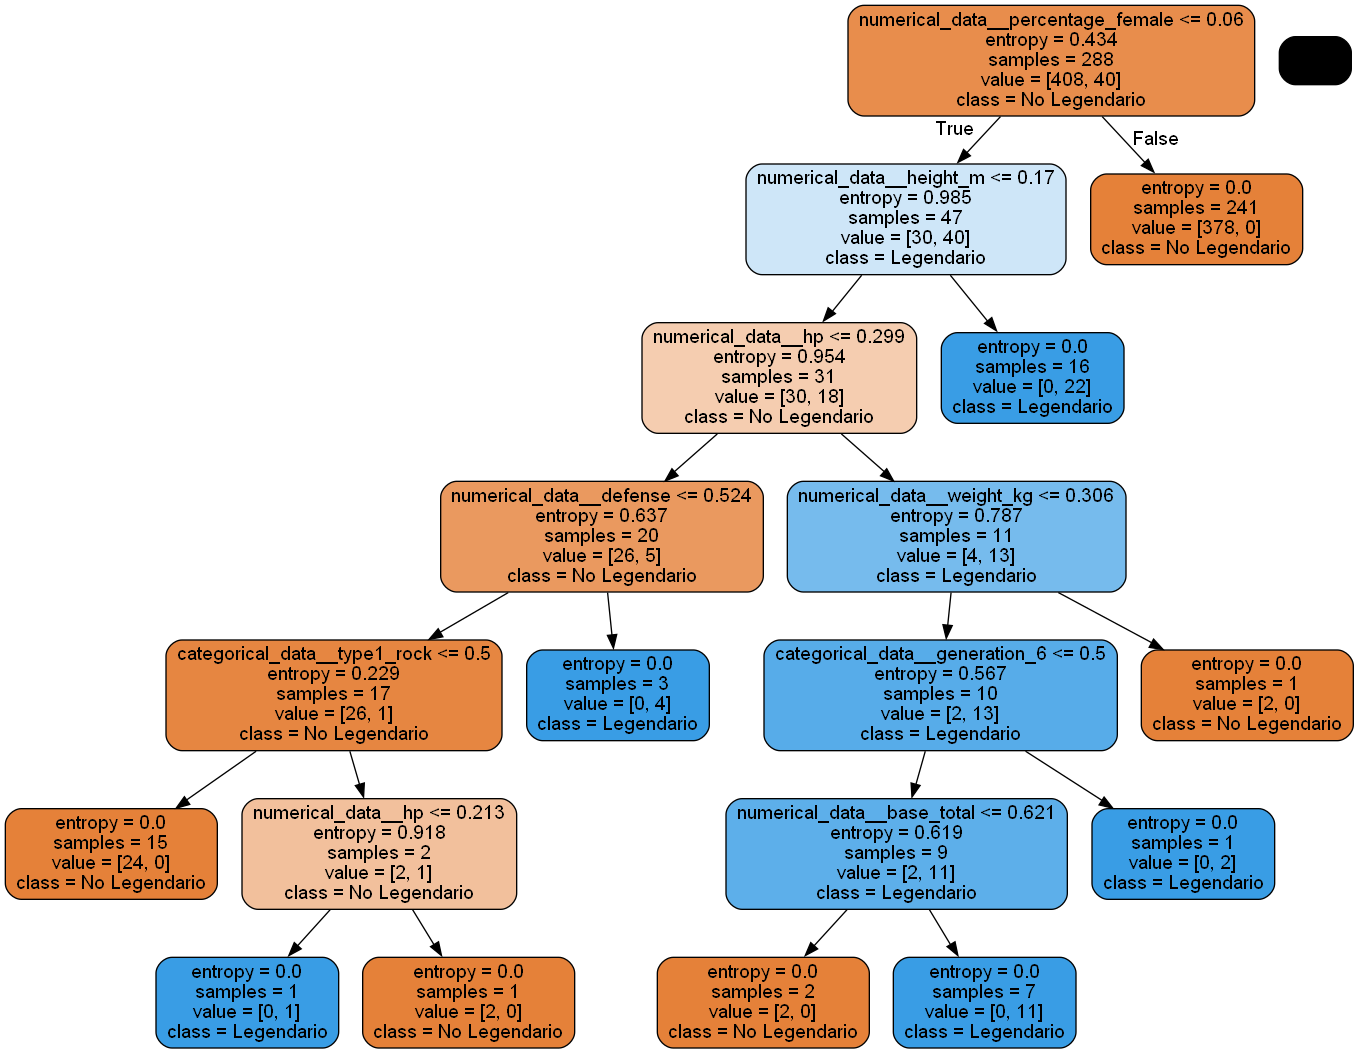 numerical_data__percentage_female <= 0.06
entropy = 0.434
samples = 288
value = [408, 40]
class = No Legendario
True
False
numerical_data__height_m <= 0.17
entropy = 0.985
samples = 47
value = [30, 40]
class = Legendario
entropy = 0.0
samples = 241
value = [378, 0]
class = No Legendario
numerical_data__hp <= 0.299
entropy = 0.954
samples = 31
value = [30, 18]
class = No Legendario
entropy = 0.0
samples = 16
value = [0, 22]
class = Legendario
numerical_data__defense <= 0.524
entropy = 0.637
samples = 20
value = [26, 5]
class = No Legendario
numerical_data__weight_kg <= 0.306
entropy = 0.787
samples = 11
value = [4, 13]
class = Legendario
categorical_data__type1_rock <= 0.5
entropy = 0.229
samples = 17
value = [26, 1]
class = No Legendario
entropy = 0.0
samples = 3
value = [0, 4]
class = Legendario
categorical_data__generation_6 <= 0.5
entropy = 0.567
samples = 10
value = [2, 13]
class = Legendario
entropy = 0.0
samples = 1
value = [2, 0]
class = No Legendario
entropy = 0.0
samples = 15
value = [24, 0]
class = No Legendario
numerical_data__hp <= 0.213
entropy = 0.918
samples = 2
value = [2, 1]
class = No Legendario
numerical_data__base_total <= 0.621
entropy = 0.619
samples = 9
value = [2, 11]
class = Legendario
entropy = 0.0
samples = 1
value = [0, 2]
class = Legendario
entropy = 0.0
samples = 1
value = [0, 1]
class = Legendario
entropy = 0.0
samples = 1
value = [2, 0]
class = No Legendario
entropy = 0.0
samples = 2
value = [2, 0]
class = No Legendario
entropy = 0.0
samples = 7
value = [0, 11]
class = Legendario